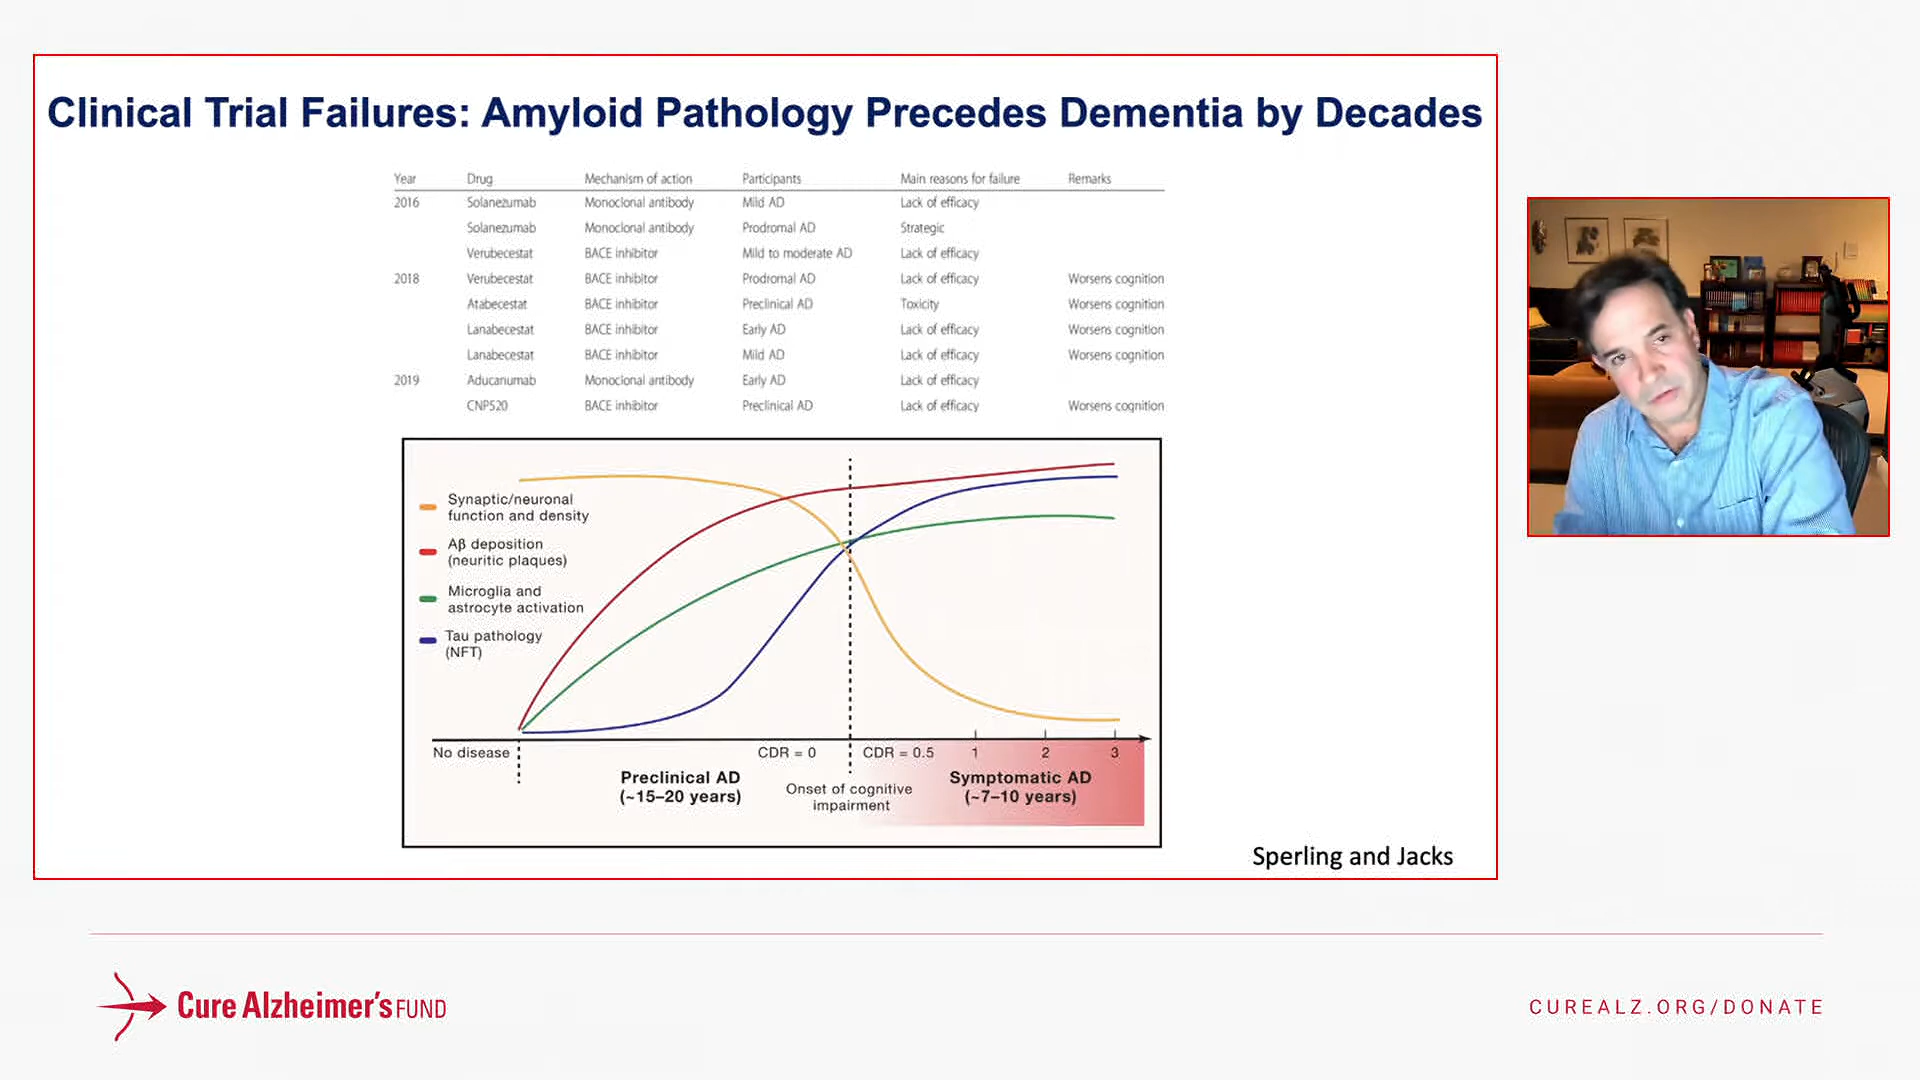 Clinical Trial Failures: Amyloid Pathology Precedes Dementia by Decades
Year Drug Mechanism of action Participants Main reasons for failure Remarks
2016 Solanezumab Monoclonal antibody Mild AD Lack of efficacy
Solanezumab Monoclonal antibody Prodromal AD Strategic
Verubecestat BACE inhibitor Mild to moderate AD Lack of efficacy
2018 Verubecestat BACE inhibitor Prodromal AD Lack of efficacy Worsens cognition
Atabecestat BACE inhibitor Preclinical AD Toxicity Worsens cognition
Lanabecestat BACE inhibitor Early AD Lack of efficacy Worsens cognition
Lanabecestat BACE inhibitor Mild AD Lack of efficacy Worsens cognition
2019 Aducanumab Monoclonal antibody Early AD Lack of efficacy
CNP520 BACE inhibitor Preclinical AD Lack of efficacy Worsens cognition
Synaptic/neuronal
function and density
Aβ deposition
(neuritic plaques)
Microglia and
astrocyte activation
Tau pathology
(NFT)
No disease CDR = 0 CDR = 0.5 1 2 3
Preclinical AD
(~15–20 years)
Onset of cognitive
impairment
Symptomatic AD
(~7–10 years)
Sperling and Jacks
Cure Alzheimer's FUND
CUREALZ.ORG/DONATE